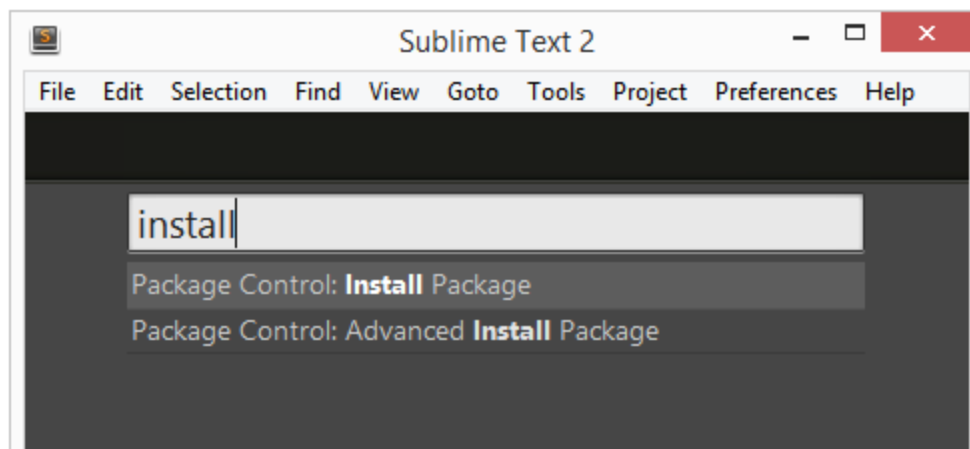 Sublime Text 2
File Edit Selection Find View Goto Tools Project Preferences Help
install
Package Control: Install Package
Package Control: Advanced Install Package